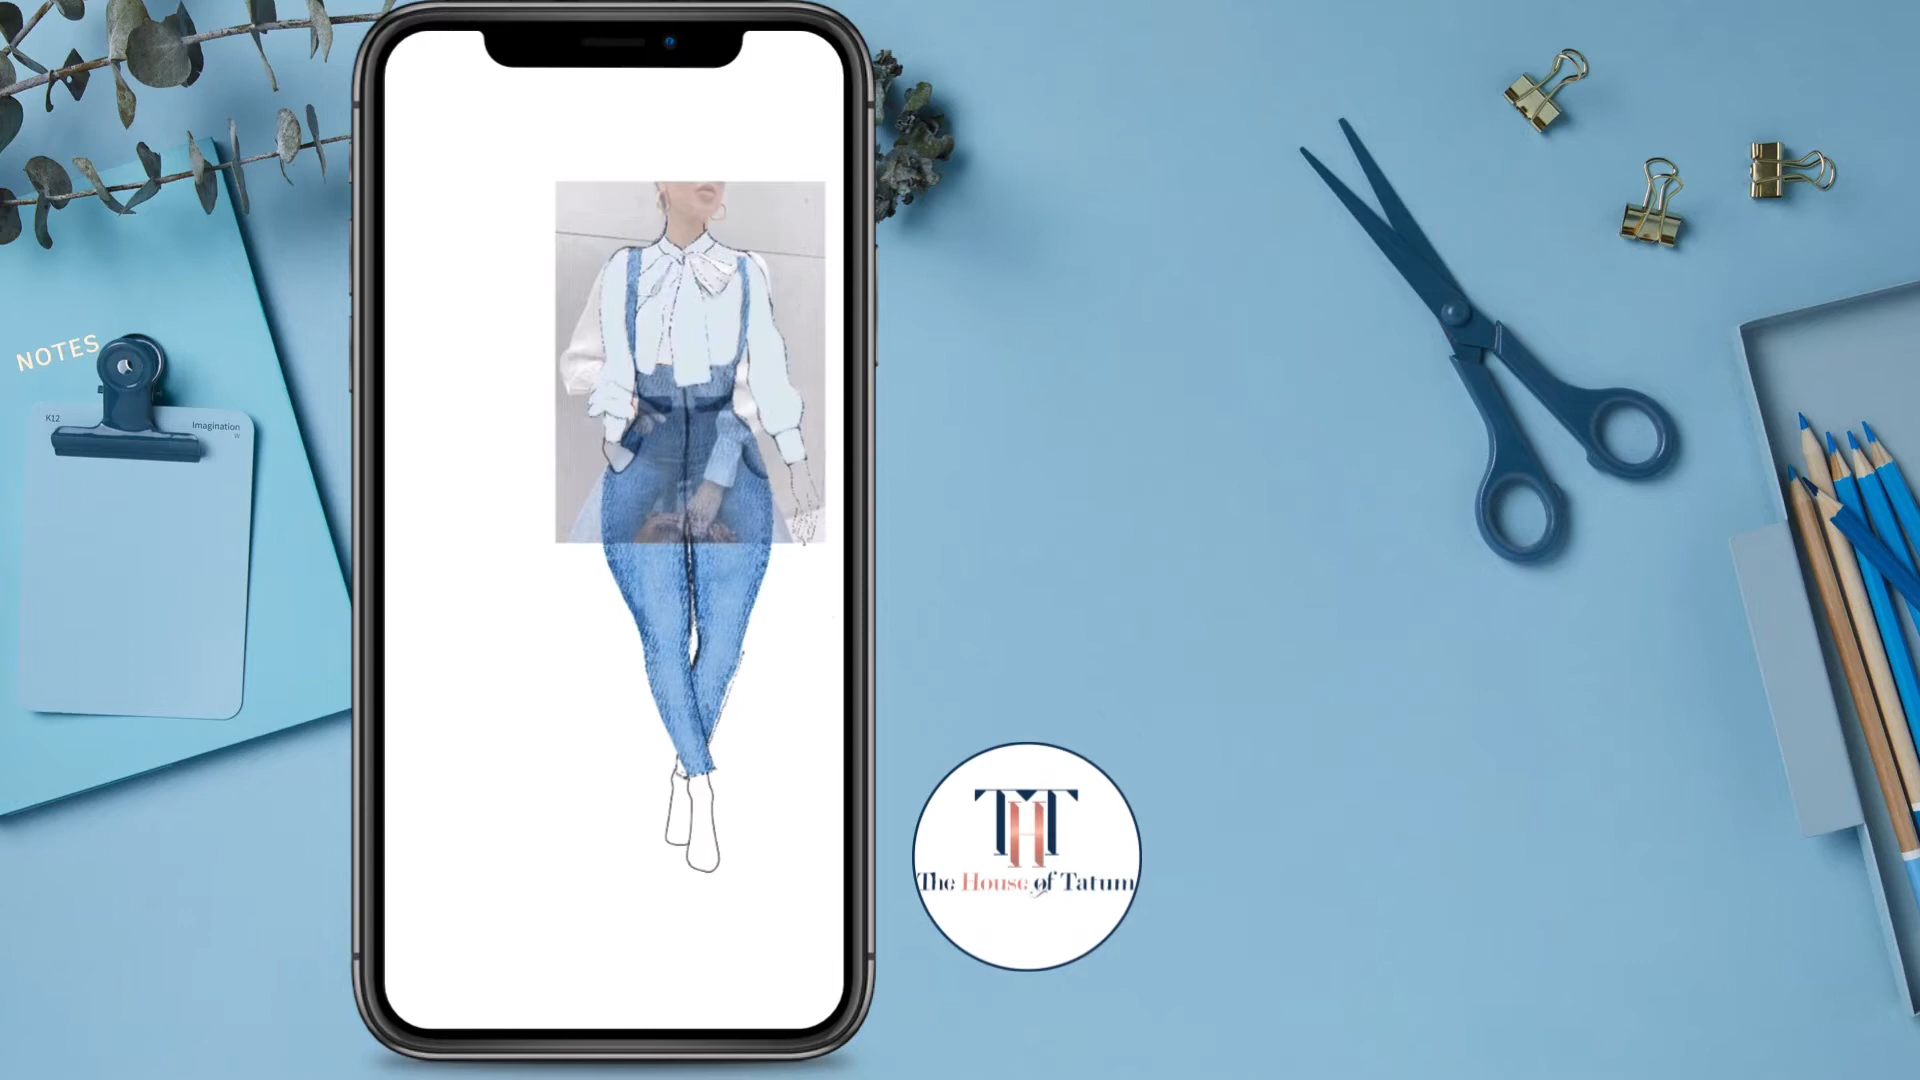 NOTES
K12
Imagination
W
THT
The House of Tatum